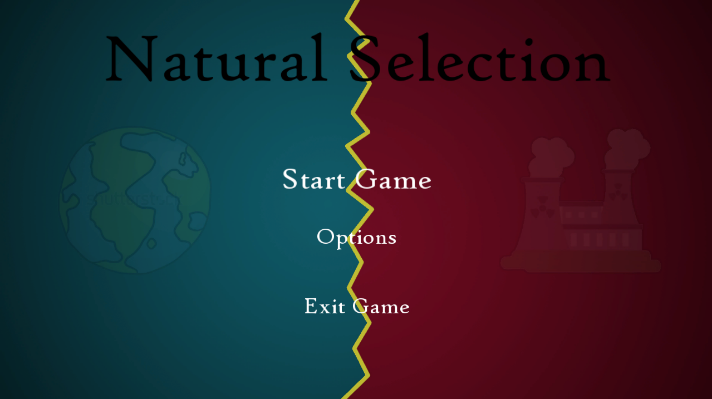 Natural Selection
Start Game
Options
Exit Game